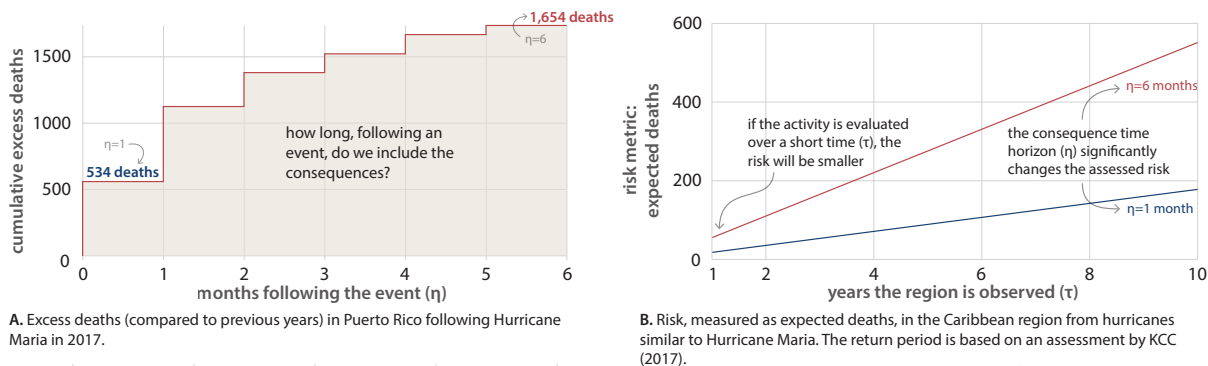 cumulative excess deaths
1500
1000
500
0
0 1 2 3 4 5 6
months following the event (η)
η=1
534 deaths
how long, following an
event, do we include the
consequences?
1,654 deaths
η=6
A. Excess deaths (compared to previous years) in Puerto Rico following Hurricane
Maria in 2017.
risk metric:
expected deaths
600
400
200
0
1 2 4 6 8 10
years the region is observed (τ)
if the activity is evaluated
over a short time (τ), the
risk will be smaller
the consequence time
horizon (η) significantly
changes the assessed risk
η=6 months
η=1 month
B. Risk, measured as expected deaths, in the Caribbean region from hurricanes
similar to Hurricane Maria. The return period is based on an assessment by KCC
(2017).